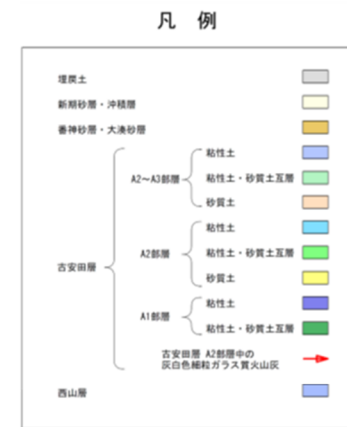 凡 例
埋戻土
新期砂層・沖積層
番神砂層・大湊砂層
古安田層
A2~A3部層
粘性土
粘性土・砂質土互層
砂質土
A2部層
粘性土
粘性土・砂質土互層
砂質土
A1部層
粘性土
粘性土・砂質土互層
古安田層 A2部層中の
灰白色細粒ガラス質火山灰
西山層